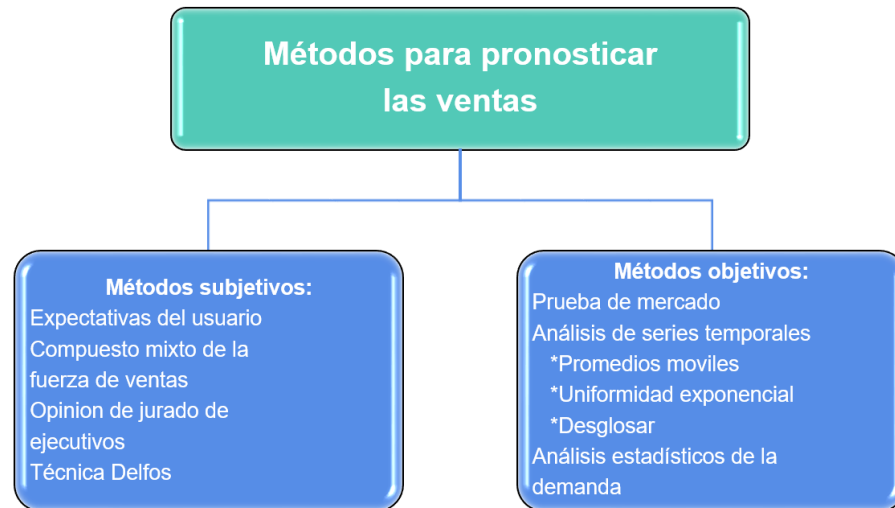 Métodos para pronosticar
las ventas
Métodos subjetivos:
Expectativas del usuario
Compuesto mixto de la
fuerza de ventas
Opinion de jurado de
ejecutivos
Técnica Delfos
Métodos objetivos:
Prueba de mercado
Análisis de series temporales
*Promedios moviles
*Uniformidad exponencial
*Desglosar
Análisis estadísticos de la
demanda